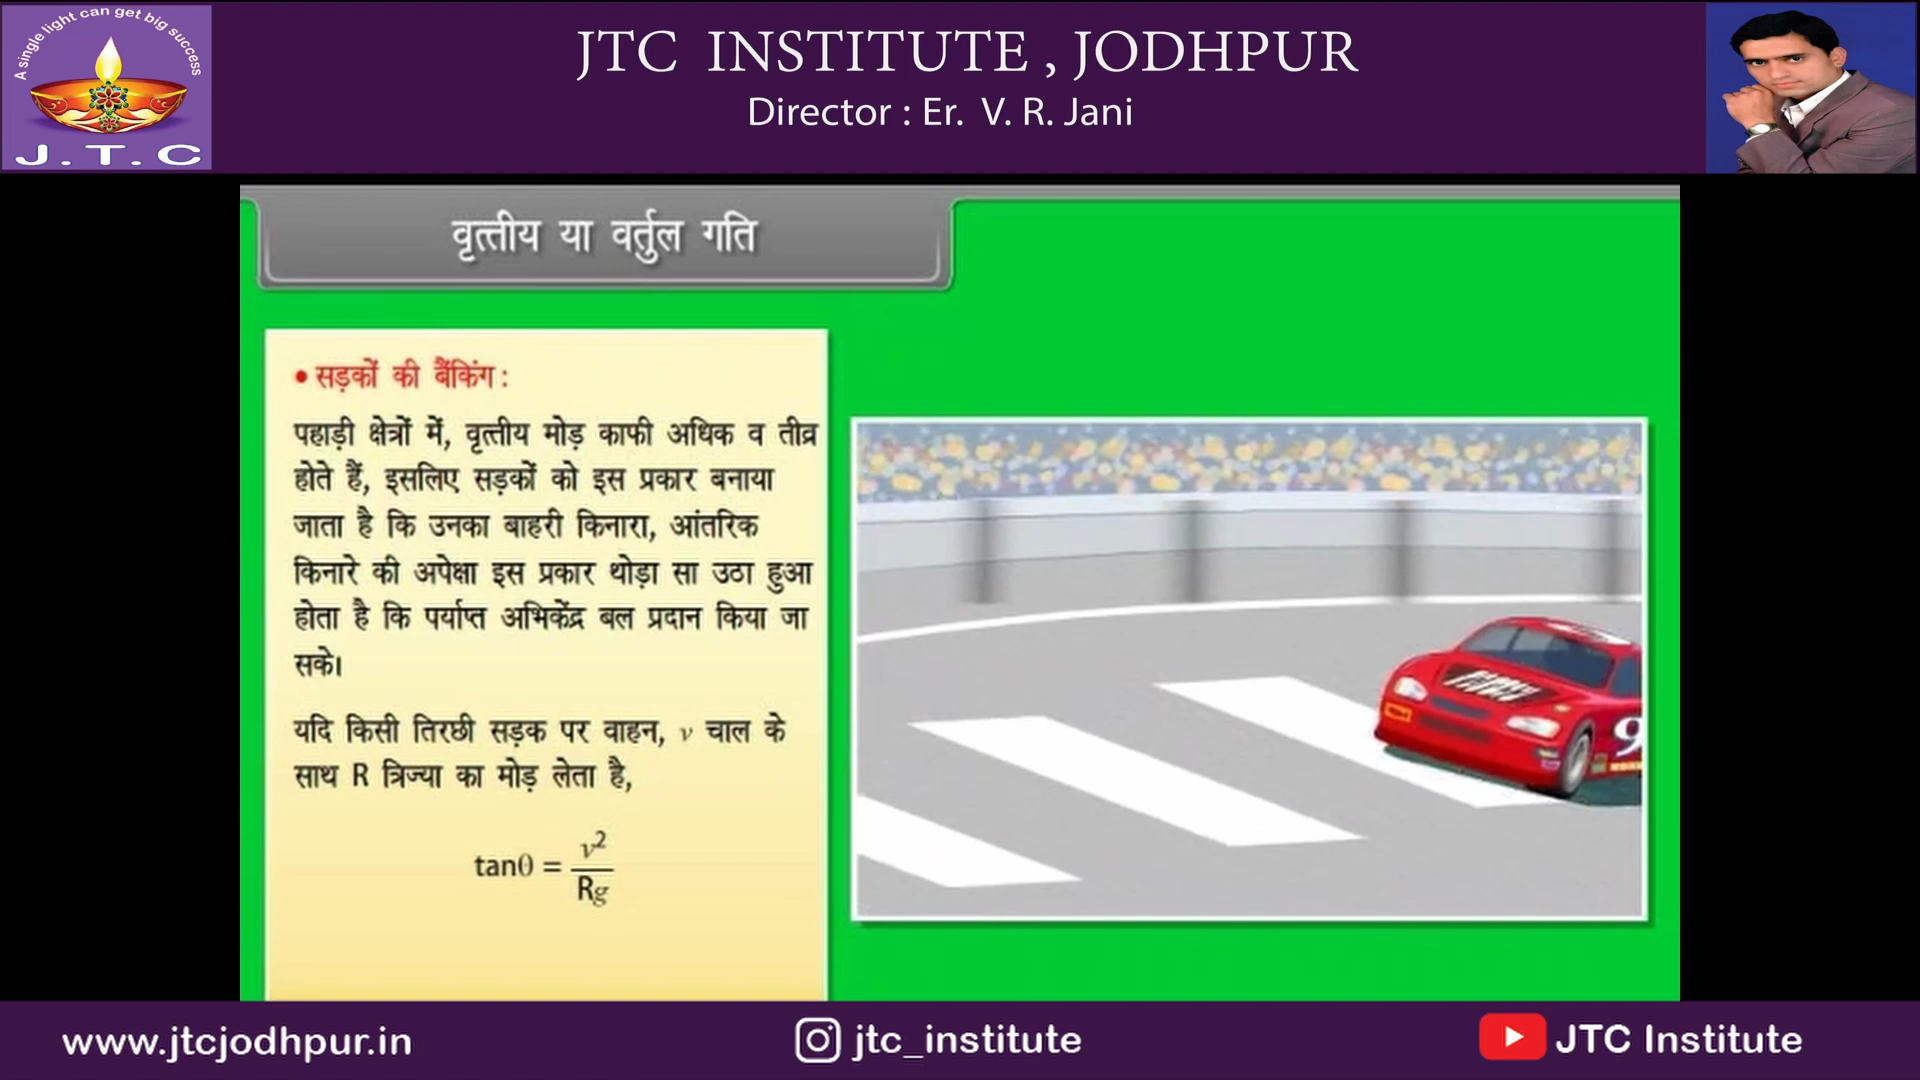 A single light can get big success
J.T.C
JTC INSTITUTE , JODHPUR
Director : Er. V. R. Jani
वृत्तीय या वर्तुल गति
• सड़कों की बैंकिंग :
पहाड़ी क्षेत्रों में, वृत्तीय मोड़ काफी अधिक व तीव्र
होते हैं, इसलिए सड़कों को इस प्रकार बनाया
जाता है कि उनका बाहरी किनारा, आंतरिक
किनारे की अपेक्षा इस प्रकार थोड़ा सा उठा हुआ
होता है कि पर्याप्त अभिकेंद्र बल प्रदान किया जा
सके।
यदि किसी तिरछी सड़क पर वाहन, v चाल के
साथ R त्रिज्या का मोड़ लेता है,
tanθ = v²/Rg
9
www.jtcjodhpur.in
jtc_institute
JTC Institute